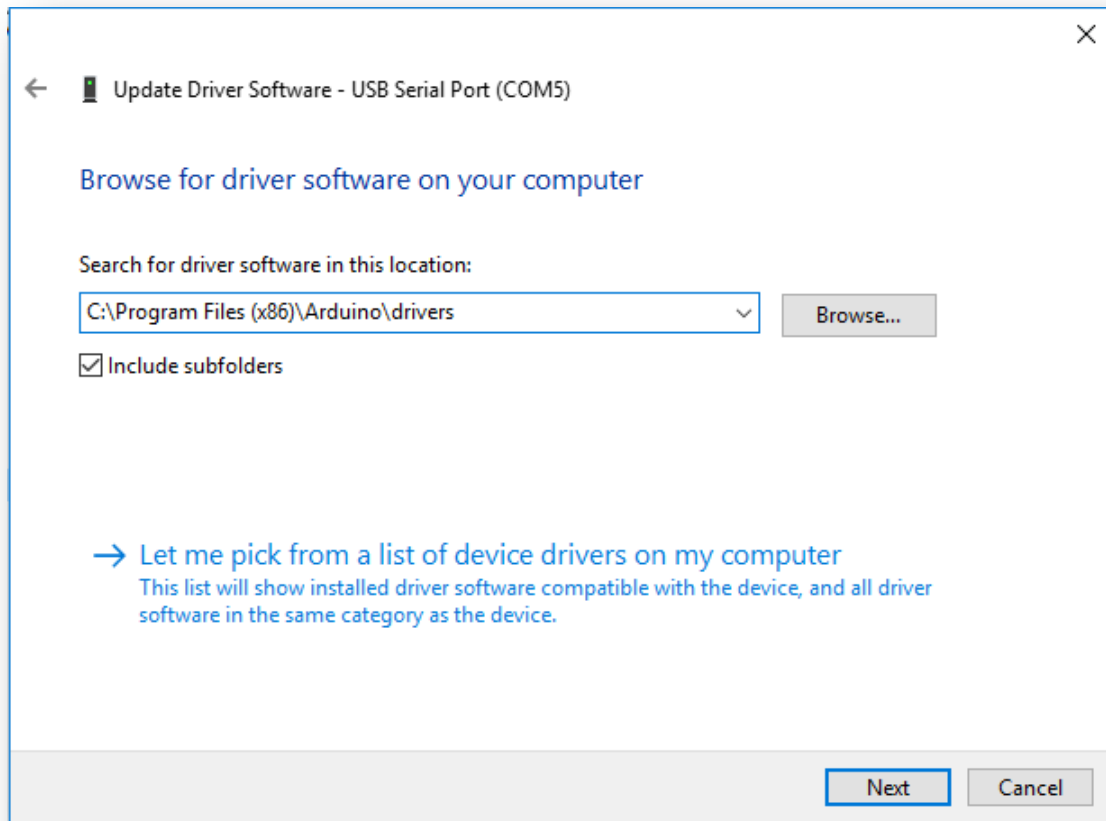 Update Driver Software - USB Serial Port (COM5)
Browse for driver software on your computer
Search for driver software in this location:
C:\Program Files (x86)\Arduino\drivers
Browse...
Include subfolders
Let me pick from a list of device drivers on my computer
This list will show installed driver software compatible with the device, and all driver
software in the same category as the device.
Next
Cancel